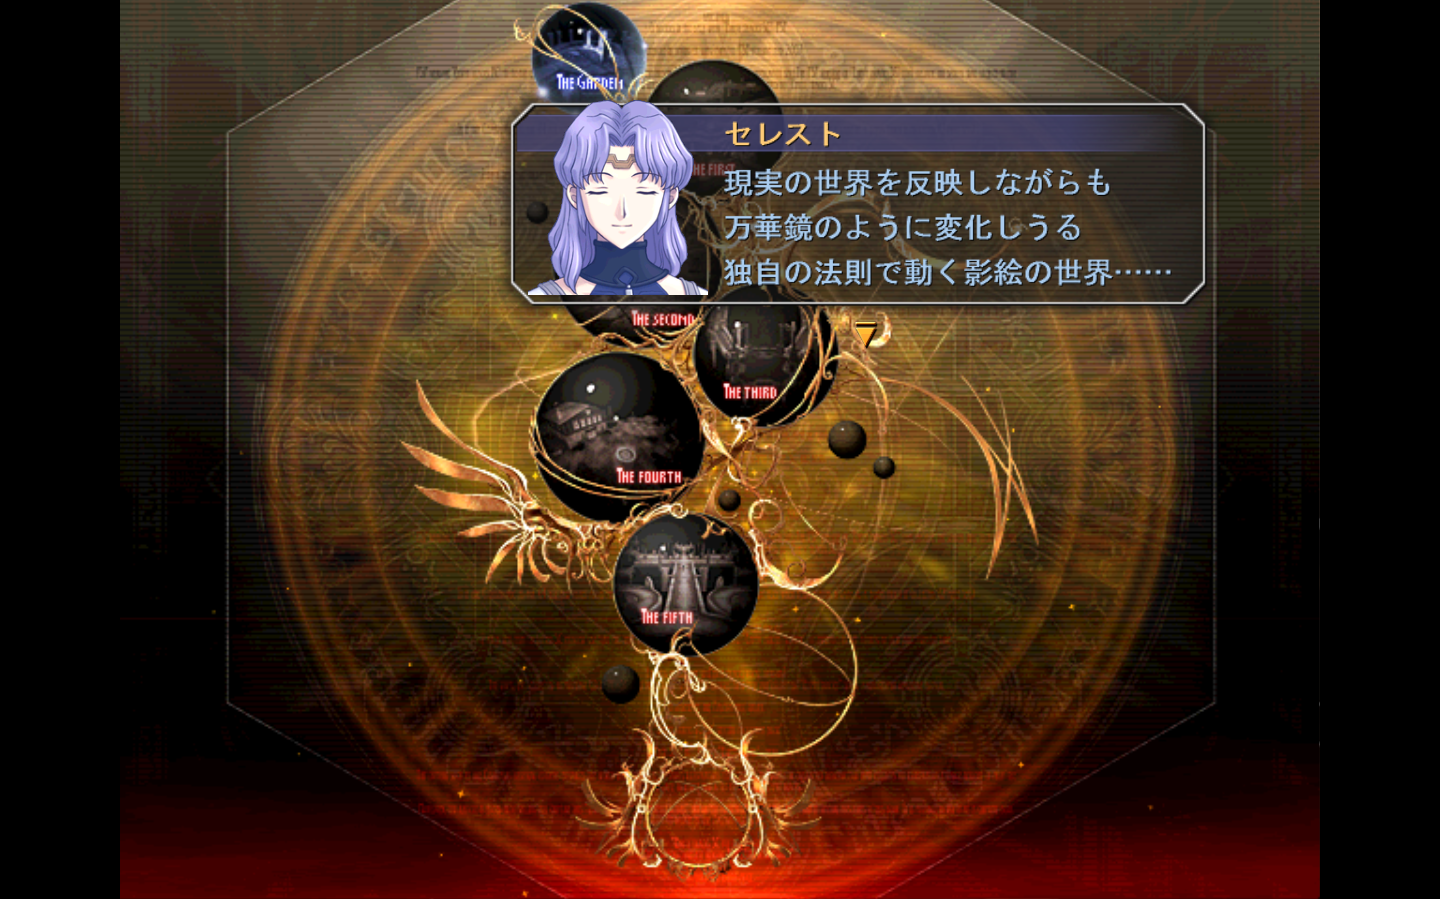 THE GARDEN
セレスト
THE FIRST
現実の世界を反映しながらも
万華鏡のように変化しうる
独自の法則で動く影絵の世界……
THE SECOND
THE THIRD
THE FOURTH
THE FIFTH